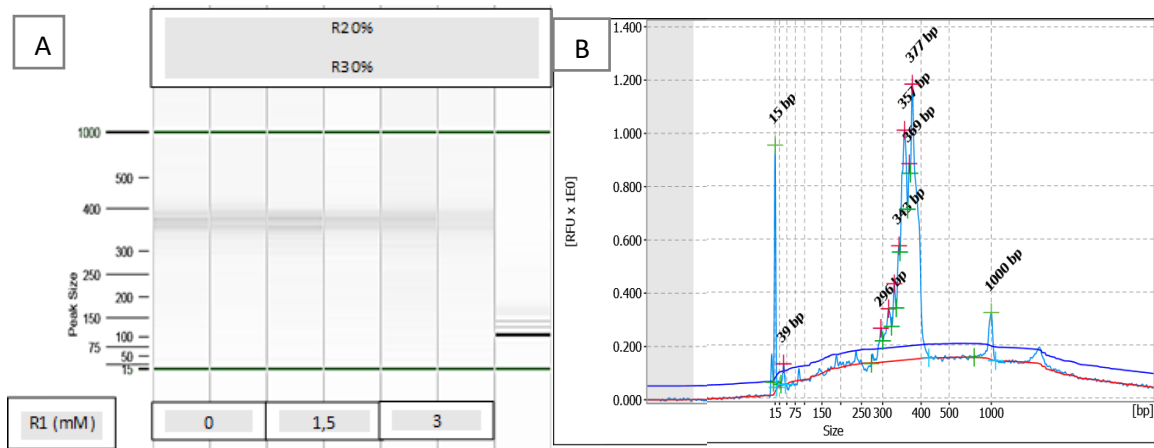 A
R2 0%
R3 0%
1000
500
400
300
250
200
150
100
75
50
15
Peak Size
R1 (mM)
0
1,5
3
B
1.400
1.200
1.000
0.800
0.600
0.400
0.200
0.000
[RFU x 1E0]
15 bp
39 bp
296 bp
343 bp
357 bp
369 bp
377 bp
1000 bp
15 75 150 250 300 400 500 1000 [bp]
Size